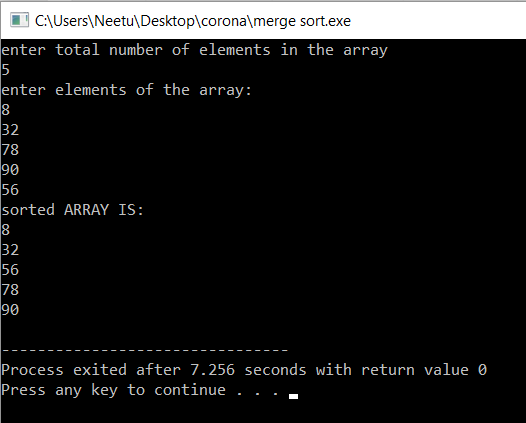 C:\Users\Neetu\Desktop\corona\merge sort.exe
enter total number of elements in the array
5
enter elements of the array:
8
32
78
90
56
sorted ARRAY IS:
8
32
56
78
90
--------------------------------
Process exited after 7.256 seconds with return value 0
Press any key to continue . . .